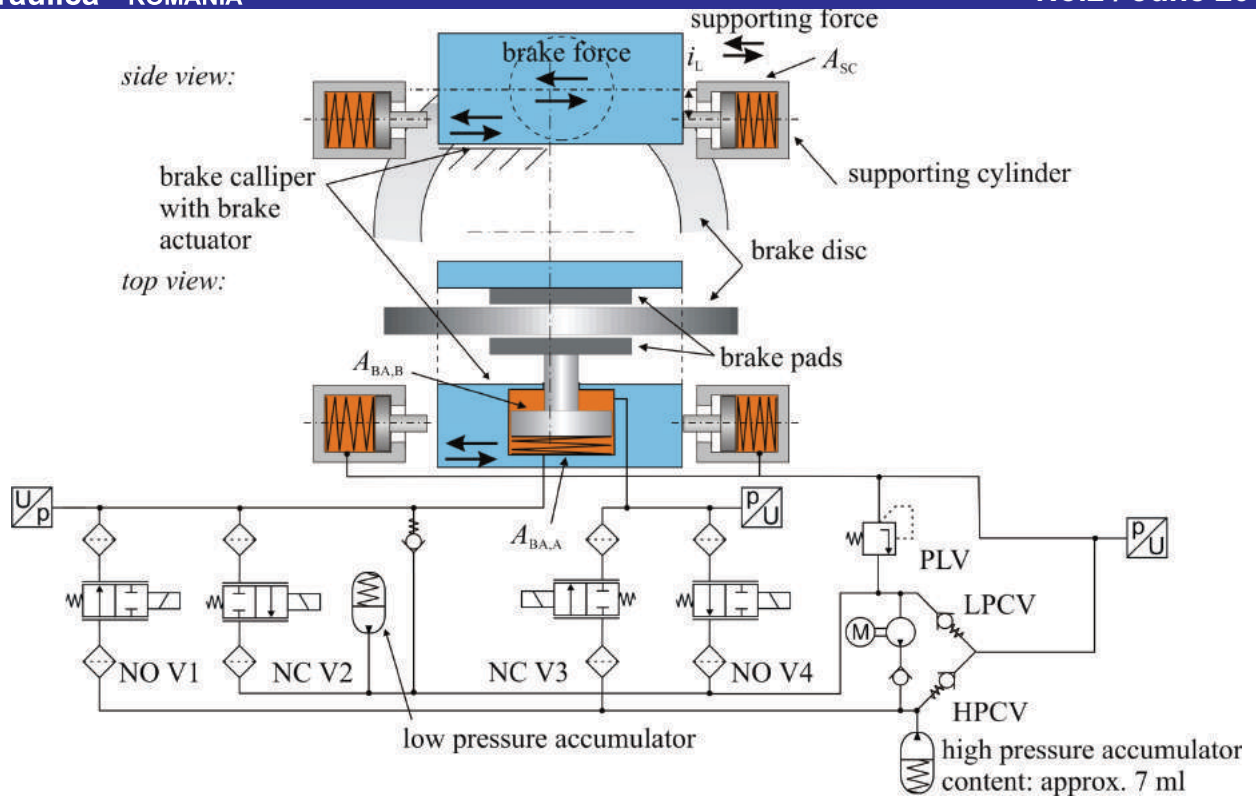 ROMANIA
supporting force
brake force
i_L
A_SC
side view:
supporting cylinder
brake calliper
with brake
actuator
brake disc
top view:
brake pads
A_BA,B
U/p
A_BA,A
p/U
p/U
PLV
LPCV
M
NO V1
NC V2
NC V3
NO V4
HPCV
low pressure accumulator
high pressure accumulator
content: approx. 7 ml